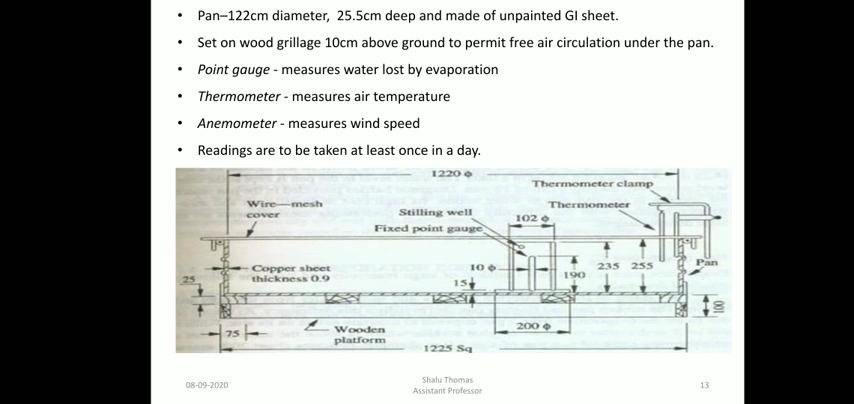 • Pan–122cm diameter, 25.5cm deep and made of unpainted GI sheet.
• Set on wood grillage 10cm above ground to permit free air circulation under the pan.
• Point gauge - measures water lost by evaporation
• Thermometer - measures air temperature
• Anemometer - measures wind speed
• Readings are to be taken at least once in a day.
1220 ϕ
Thermometer clamp
Wire—mesh
cover
Stilling well
Thermometer
102 ϕ
Fixed point gauge
Copper sheet
thickness 0.9
10 ϕ
190
235
255
Pan
25
15
100
75
Wooden
platform
200 ϕ
1225 Sq
08-09-2020
Shalu Thomas
Assistant Professor
13